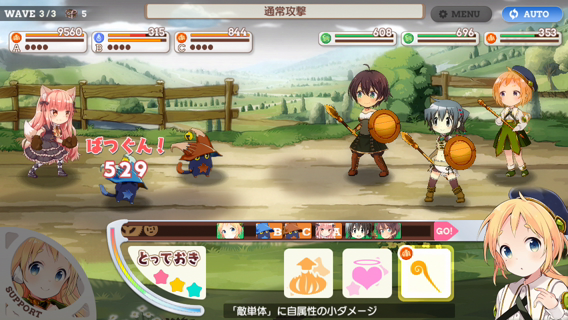 WAVE 3/3
5
通常攻撃
MENU
AUTO
9560
A
315
B
844
C
608
696
353
ばつぐん！
529
B
C
A
GO!
とっておき
SUPPORT
「敵単体」に自属性の小ダメージ